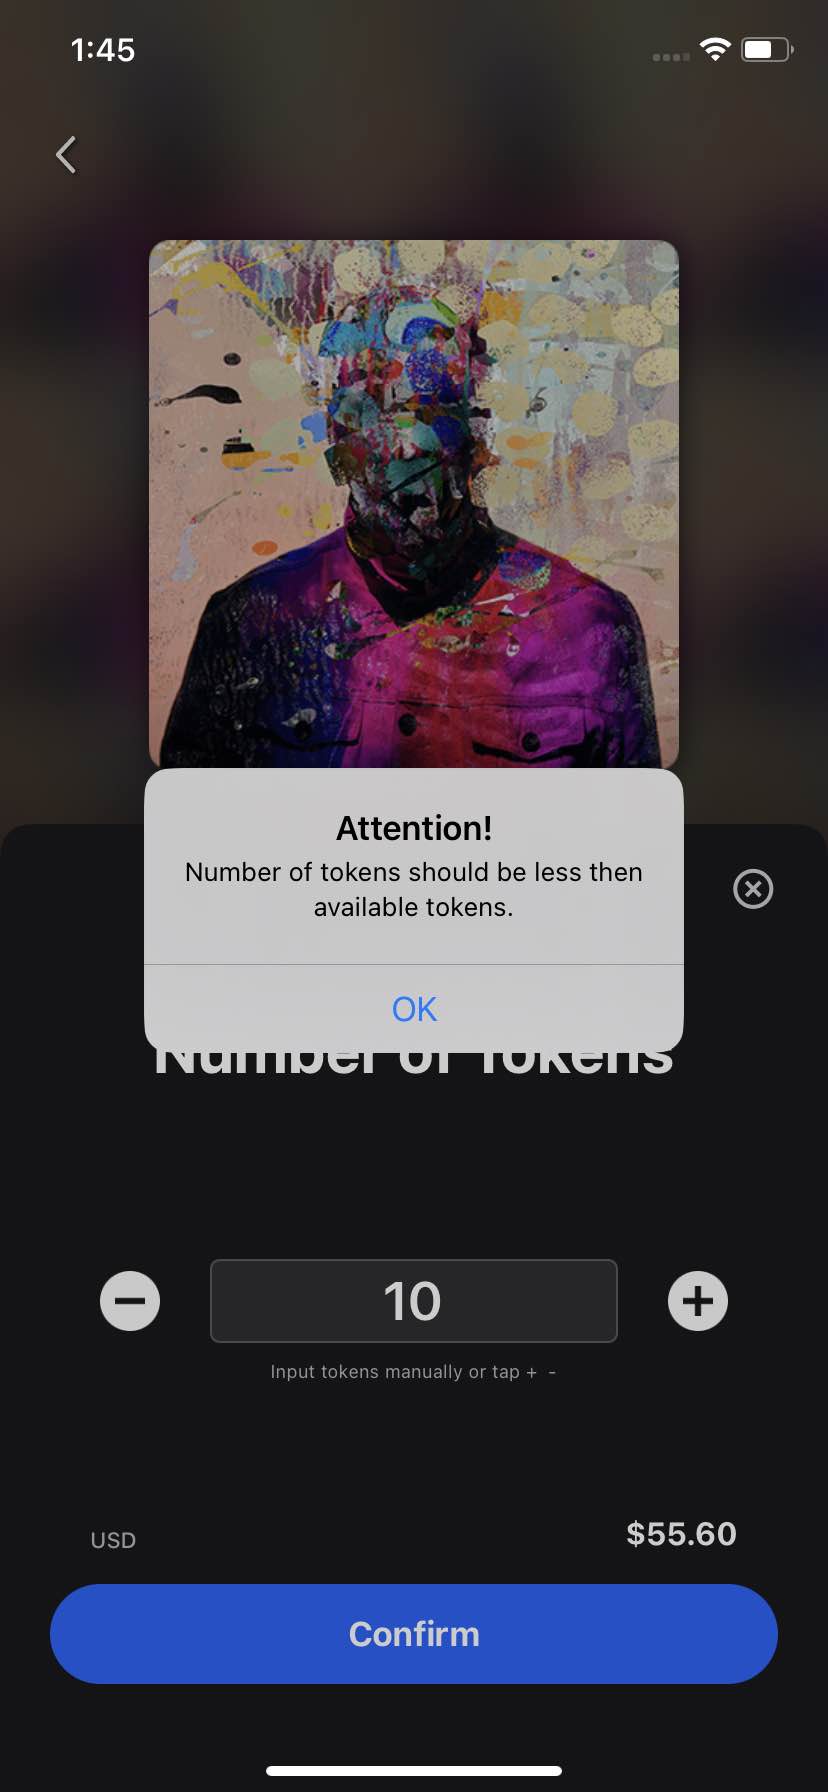 1:45
Attention!
Number of tokens should be less then
available tokens.
OK
Number of Tokens
10
Input tokens manually or tap + -
USD
$55.60
Confirm